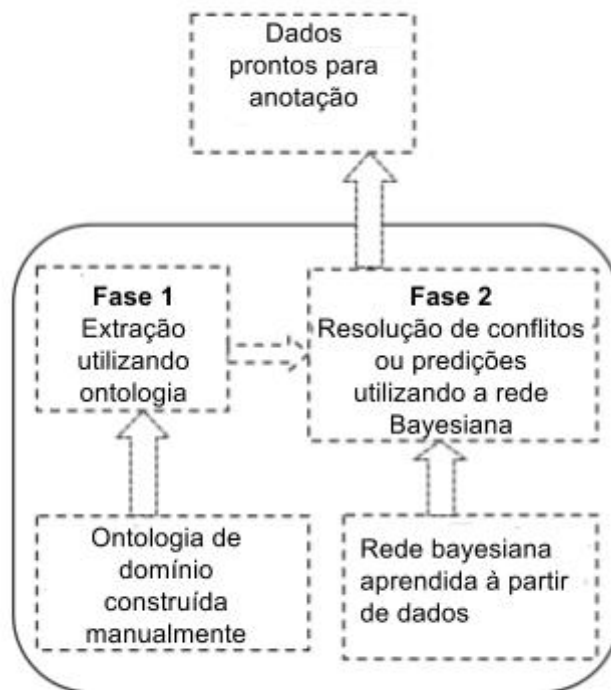 Dados
prontos para
anotação
Fase 1
Extração
utilizando
ontologia
Fase 2
Resolução de conflitos
ou predições
utilizando a rede
Bayesiana
Ontologia de
domínio
construída
manualmente
Rede bayesiana
aprendida à partir
de dados